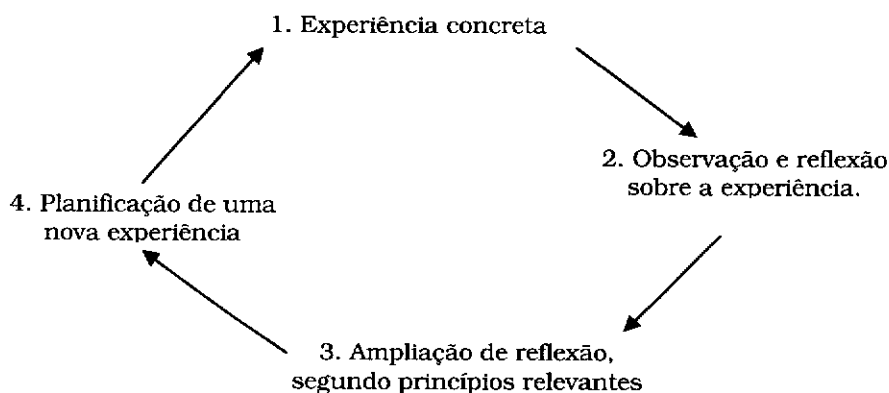 1. Experiência concreta
2. Observação e reflexão
sobre a experiência.
3. Ampliação de reflexão,
segundo princípios relevantes
4. Planificação de uma
nova experiência